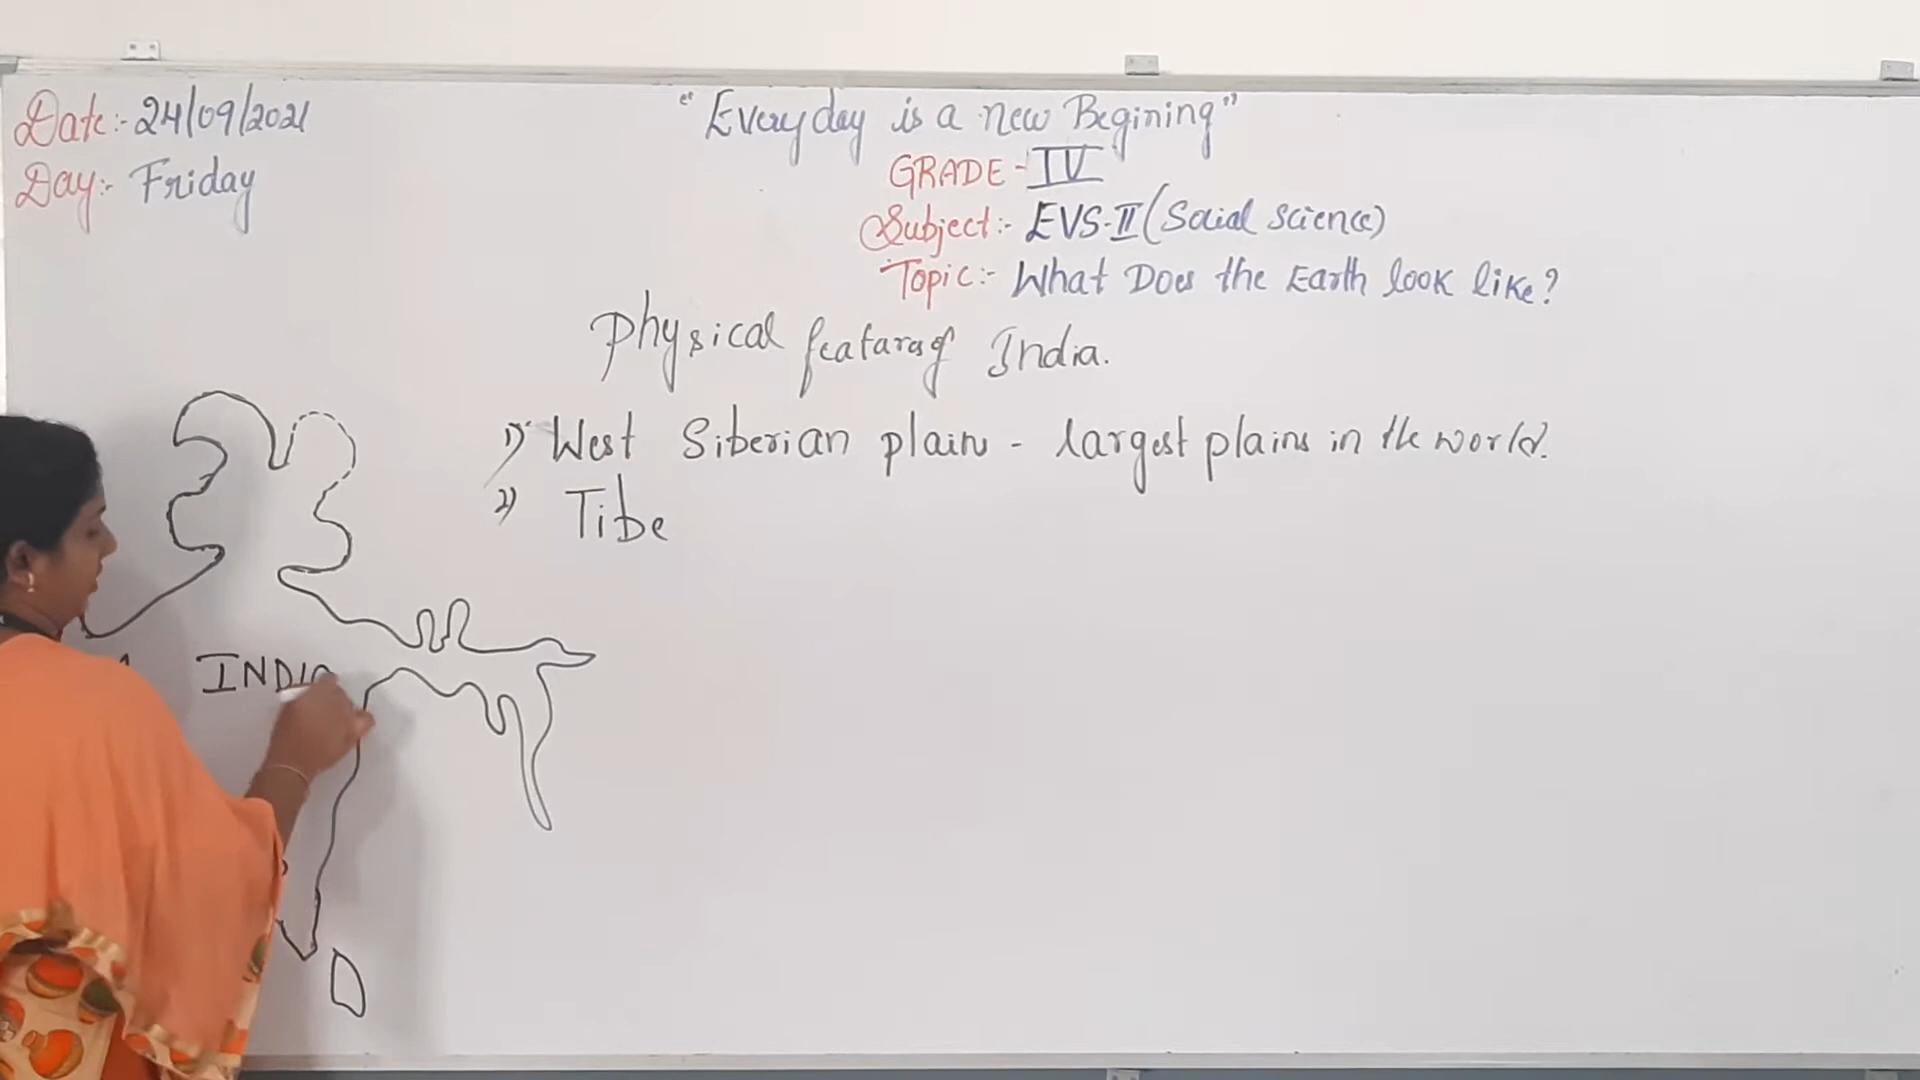 Date:- 24/09/2021
Day:- Friday
"Everyday is a new Begining"
GRADE - IV
Subject:- EVS-II (Social Science)
Topic:- What Does the Earth look like?
Physical featares of India.
1) West Siberian plain - largest plains in the world.
2) Tibe
INDIA